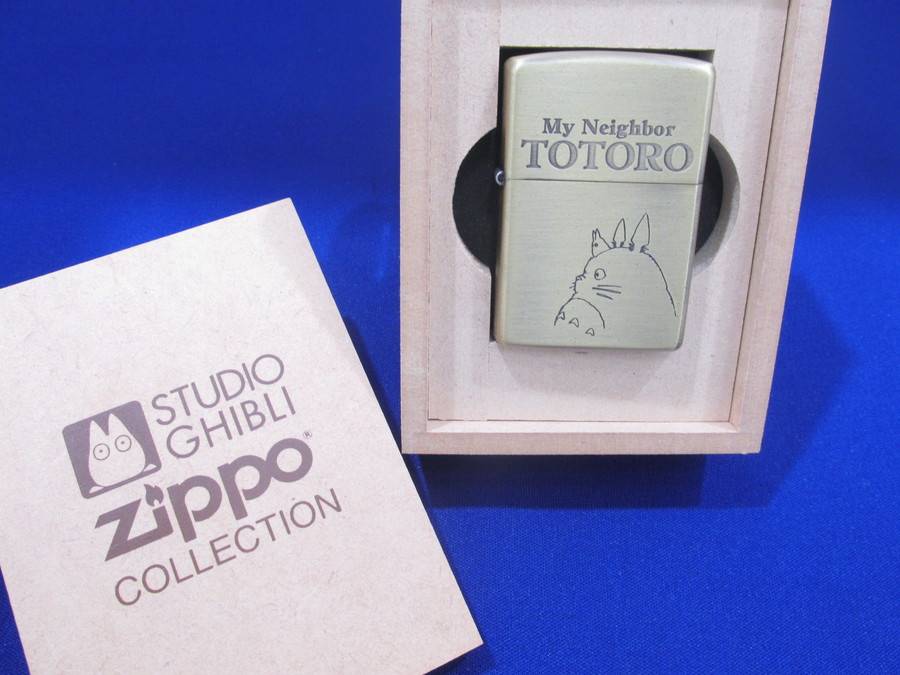 My Neighbor
TOTORO
STUDIO
GHIBLI
zippo®
COLLECTION